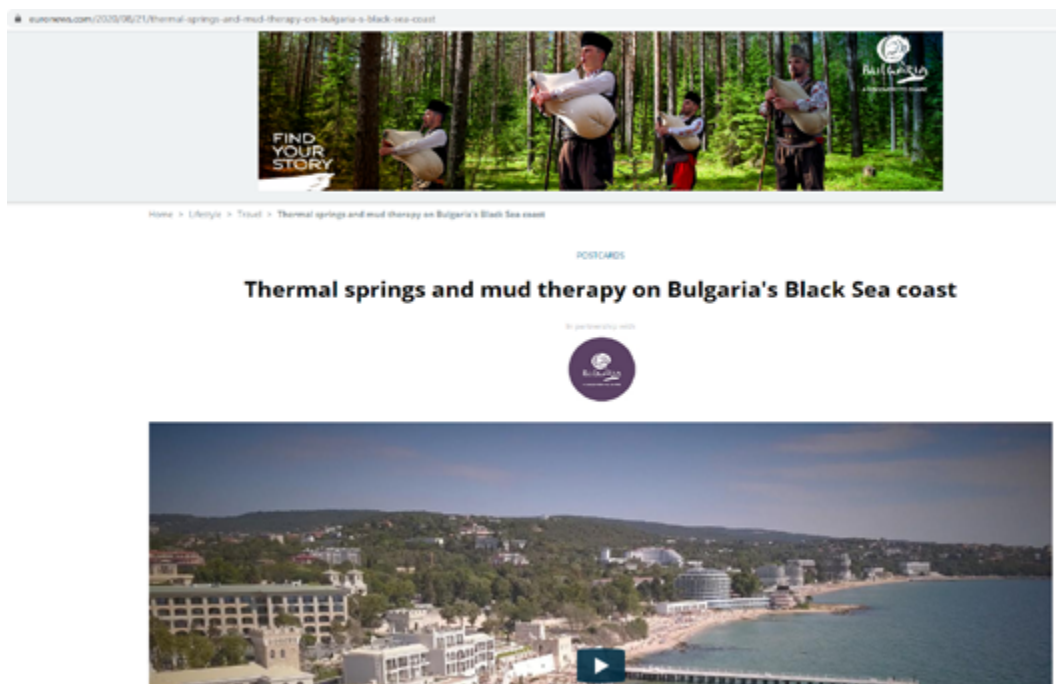 euronews.com/2020/08/21/thermal-springs-and-mud-therapy-on-bulgaria-s-black-sea-coast
BULGARIA
FIND
YOUR
STORY
Home > Lifestyle > Travel > Thermal springs and mud therapy on Bulgaria's Black Sea coast
POSTCARDS
Thermal springs and mud therapy on Bulgaria's Black Sea coast
In partnership with
BULGARIA